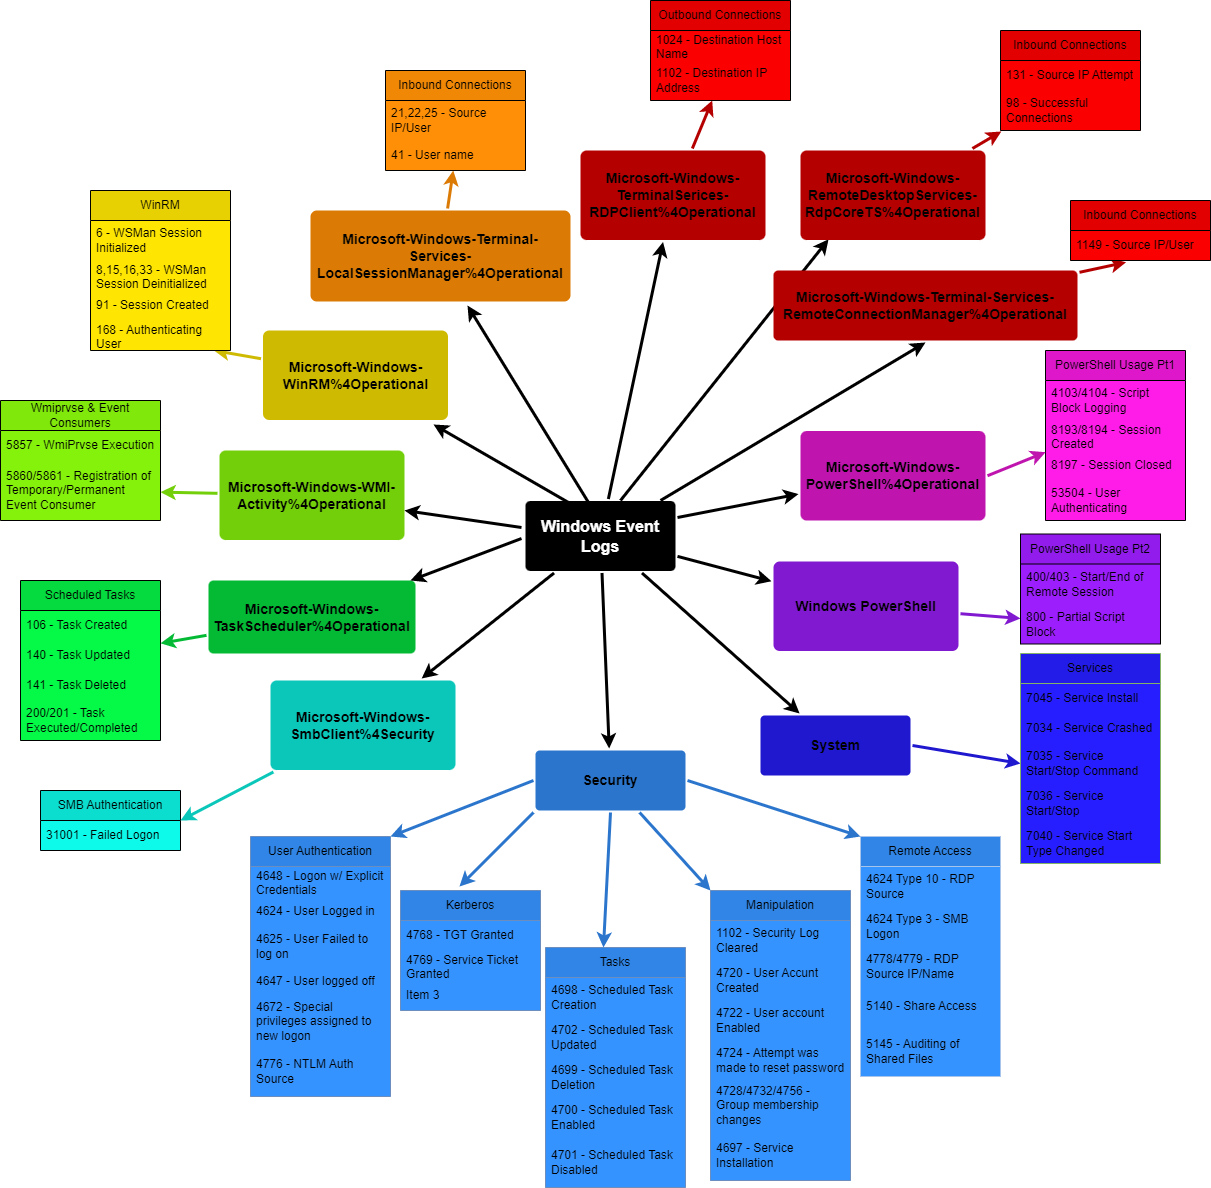 Outbound Connections
1024 - Destination Host
Name
1102 - Destination IP
Address
Inbound Connections
131 - Source IP Attempt
98 - Successful
Connections
Inbound Connections
21,22,25 - Source
IP/User
41 - User name
Microsoft-Windows-
TerminalSerices-
RDPClient%4Operational
Microsoft-Windows-
RemoteDesktopServices-
RdpCoreTS%4Operational
Inbound Connections
1149 - Source IP/User
WinRM
6 - WSMan Session
Initialized
8,15,16,33 - WSMan
Session Deinitialized
91 - Session Created
168 - Authenticating
User
Microsoft-Windows-Terminal-
Services-
LocalSessionManager%4Operational
Microsoft-Windows-Terminal-Services-
RemoteConnectionManager%4Operational
Microsoft-Windows-
WinRM%4Operational
PowerShell Usage Pt1
4103/4104 - Script
Block Logging
8193/8194 - Session
Created
8197 - Session Closed
53504 - User
Authenticating
Wmiprvse & Event
Consumers
5857 - WmiPrvse Execution
5860/5861 - Registration of
Temporary/Permanent
Event Consumer
Microsoft-Windows-WMI-
Activity%4Operational
Microsoft-Windows-
PowerShell%4Operational
Windows Event
Logs
PowerShell Usage Pt2
400/403 - Start/End of
Remote Session
800 - Partial Script
Block
Windows PowerShell
Scheduled Tasks
106 - Task Created
140 - Task Updated
141 - Task Deleted
200/201 - Task
Executed/Completed
Microsoft-Windows-
TaskScheduler%4Operational
Microsoft-Windows-
SmbClient%4Security
Services
7045 - Service Install
7034 - Service Crashed
7035 - Service
Start/Stop Command
7036 - Service
Start/Stop
7040 - Service Start
Type Changed
System
Security
SMB Authentication
31001 - Failed Logon
User Authentication
4648 - Logon w/ Explicit
Credentials
4624 - User Logged in
4625 - User Failed to
log on
4647 - User logged off
4672 - Special
privileges assigned to
new logon
4776 - NTLM Auth
Source
Kerberos
4768 - TGT Granted
4769 - Service Ticket
Granted
Item 3
Tasks
4698 - Scheduled Task
Creation
4702 - Scheduled Task
Updated
4699 - Scheduled Task
Deletion
4700 - Scheduled Task
Enabled
4701 - Scheduled Task
Disabled
Manipulation
1102 - Security Log
Cleared
4720 - User Accunt
Created
4722 - User account
Enabled
4724 - Attempt was
made to reset password
4728/4732/4756 -
Group membership
changes
4697 - Service
Installation
Remote Access
4624 Type 10 - RDP
Source
4624 Type 3 - SMB
Logon
4778/4779 - RDP
Source IP/Name
5140 - Share Access
5145 - Auditing of
Shared Files